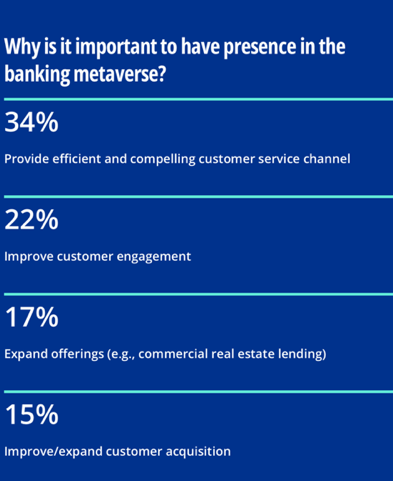 Why is it important to have presence in the
banking metaverse?
34%
Provide efficient and compelling customer service channel
22%
Improve customer engagement
17%
Expand offerings (e.g., commercial real estate lending)
15%
Improve/expand customer acquisition